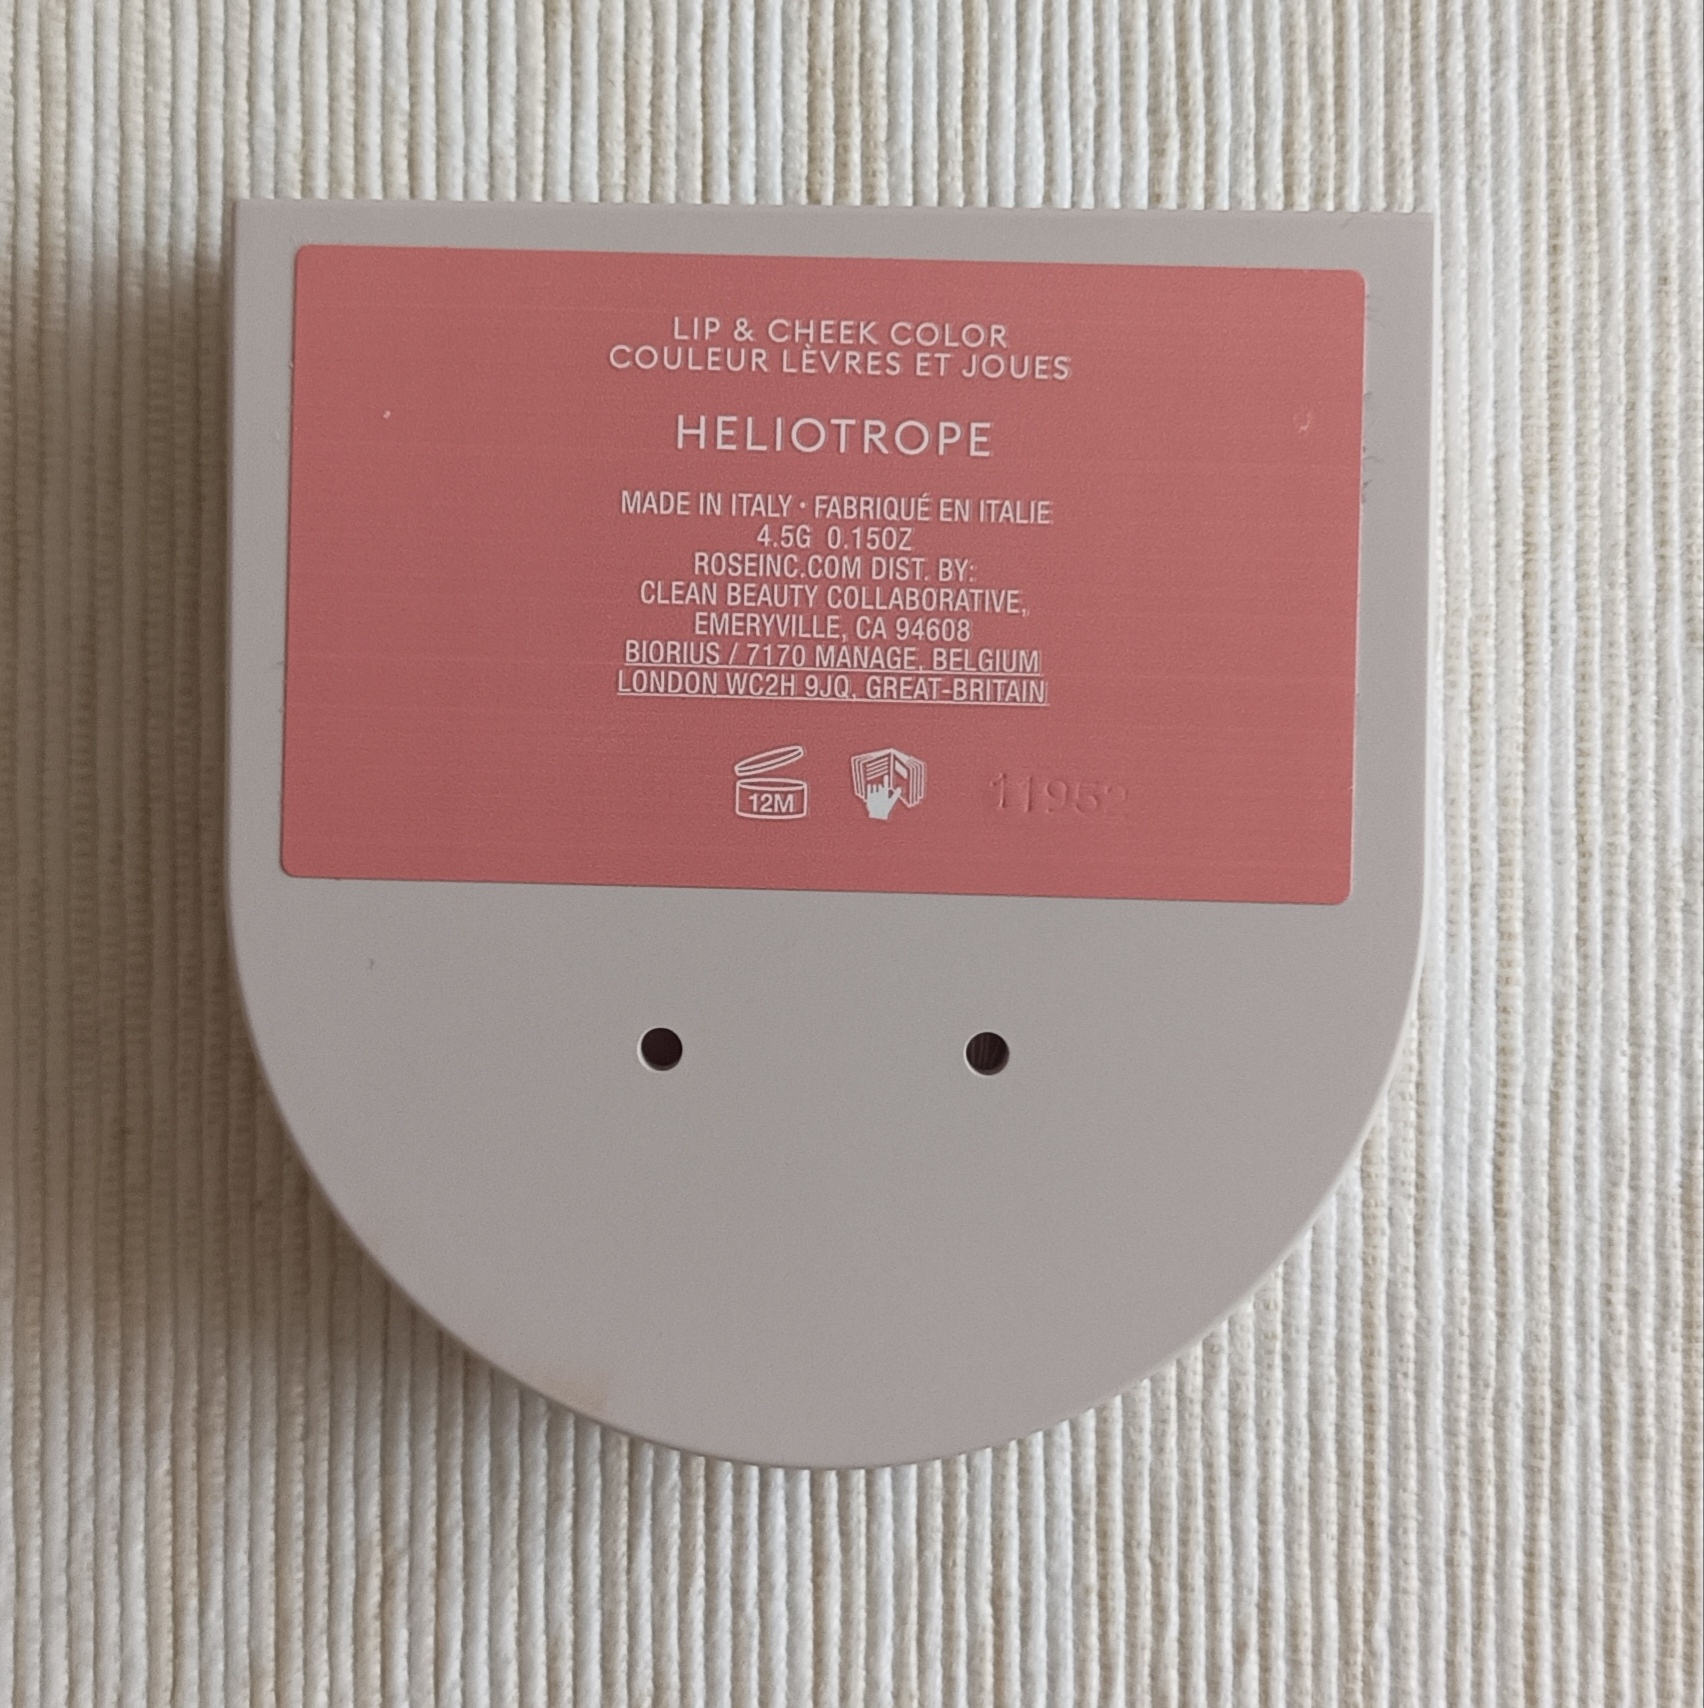 LIP & CHEEK COLOR
COULEUR LÈVRES ET JOUES
HELIOTROPE
MADE IN ITALY • FABRIQUÉ EN ITALIE
4.5G 0.15OZ
ROSEINC.COM DIST. BY:
CLEAN BEAUTY COLLABORATIVE,
EMERYVILLE, CA 94608
BIORIUS / 7170 MANAGE, BELGIUM
LONDON WC2H 9JQ, GREAT-BRITAIN
12M
11952